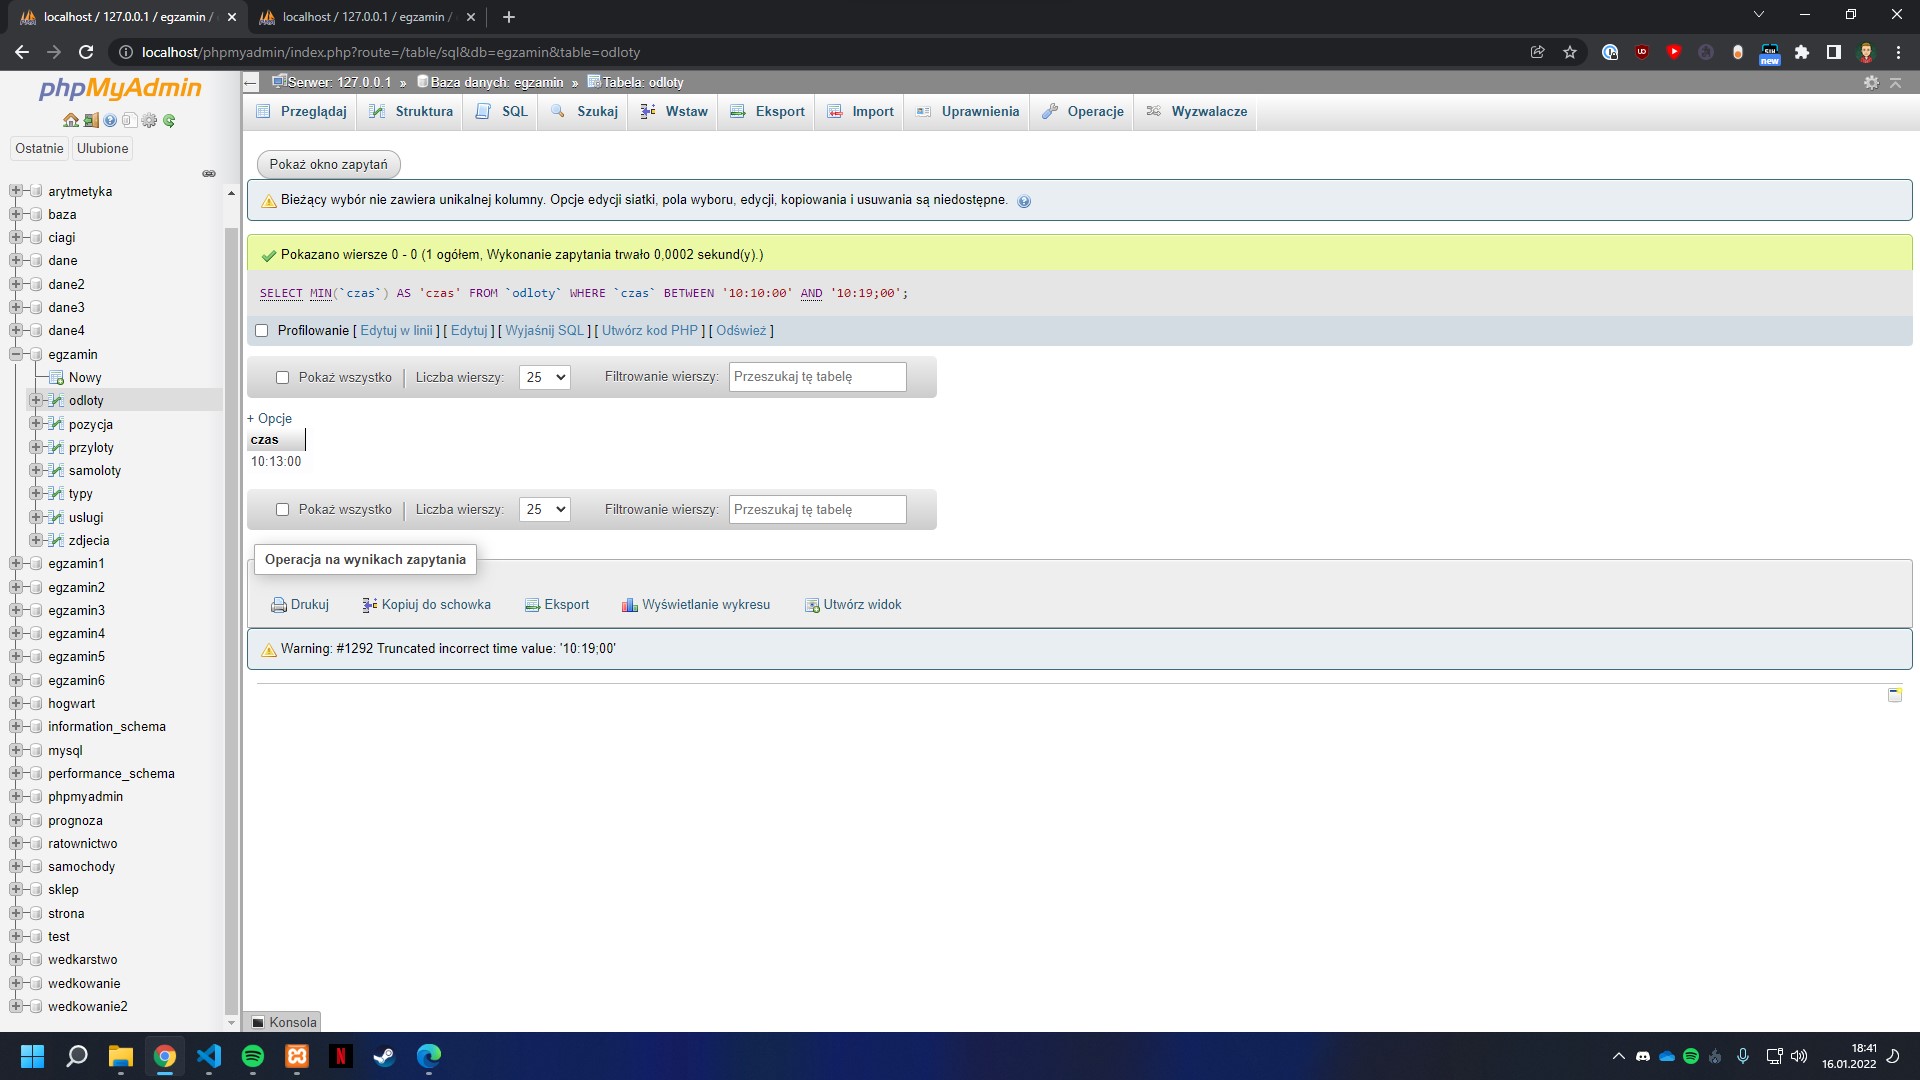 localhost / 127.0.0.1 / egzamin /
localhost / 127.0.0.1 / egzamin /
localhost/phpmyadmin/index.php?route=/table/sql&db=egzamin&table=odloty
new
phpMyAdmin
Ostatnie
Ulubione
arytmetyka
baza
ciagi
dane
dane2
dane3
dane4
egzamin
Nowy
odloty
pozycja
przyloty
samoloty
typy
uslugi
zdjecia
egzamin1
egzamin2
egzamin3
egzamin4
egzamin5
egzamin6
hogwart
information_schema
mysql
performance_schema
phpmyadmin
prognoza
ratownictwo
samochody
sklep
strona
test
wedkarstwo
wedkowanie
wedkowanie2
Serwer: 127.0.0.1 » Baza danych: egzamin » Tabela: odloty
Przeglądaj Struktura SQL Szukaj Wstaw Eksport Import Uprawnienia Operacje Wyzwalacze
Pokaż okno zapytań
Bieżący wybór nie zawiera unikalnej kolumny. Opcje edycji siatki, pola wyboru, edycji, kopiowania i usuwania są niedostępne.
Pokazano wiersze 0 - 0 (1 ogółem, Wykonanie zapytania trwało 0,0002 sekund(y).)
SELECT MIN(`czas`) AS 'czas' FROM `odloty` WHERE `czas` BETWEEN '10:10:00' AND '10:19;00';
Profilowanie [ Edytuj w linii ] [ Edytuj ] [ Wyjaśnij SQL ] [ Utwórz kod PHP ] [ Odśwież ]
Pokaż wszystko Liczba wierszy: 25 Filtrowanie wierszy: Przeszukaj tę tabelę
+ Opcje
czas
10:13:00
Pokaż wszystko Liczba wierszy: 25 Filtrowanie wierszy: Przeszukaj tę tabelę
Operacja na wynikach zapytania
Drukuj Kopiuj do schowka Eksport Wyświetlanie wykresu Utwórz widok
Warning: #1292 Truncated incorrect time value: '10:19;00'
Konsola
18:41
16.01.2022